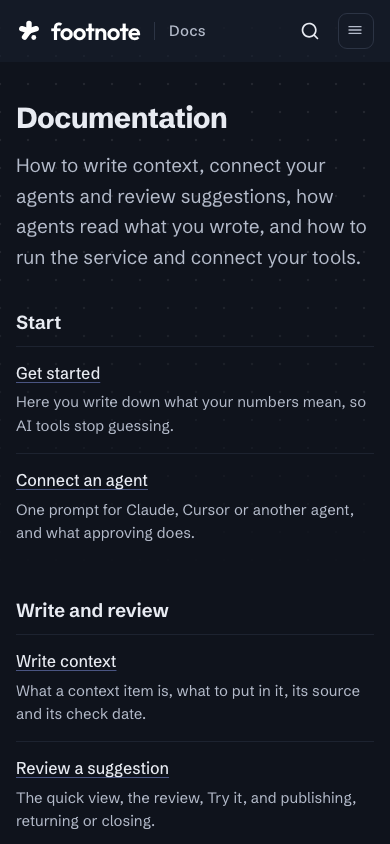 footnote
Docs
Documentation
How to write context, connect your
agents and review suggestions, how
agents read what you wrote, and how to
run the service and connect your tools.
Start
Get started
Here you write down what your numbers mean, so
AI tools stop guessing.
Connect an agent
One prompt for Claude, Cursor or another agent,
and what approving does.
Write and review
Write context
What a context item is, what to put in it, its source
and its check date.
Review a suggestion
The quick view, the review, Try it, and publishing,
returning or closing.